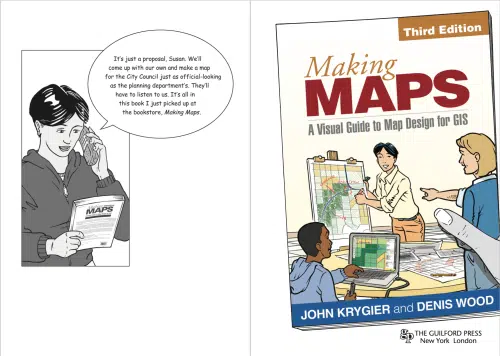 It's just a proposal, Susan. We'll
come up with our own and make a map
for the City Council just as official-looking
as the planning department's. They'll
have to listen to us. It's all in
this book I just picked up at
the bookstore, Making Maps.
MAPS
Third Edition
Making
MAPS
A Visual Guide to Map Design for GIS
JOHN KRYGIER and DENIS WOOD
gp
THE GUILFORD PRESS
New York London